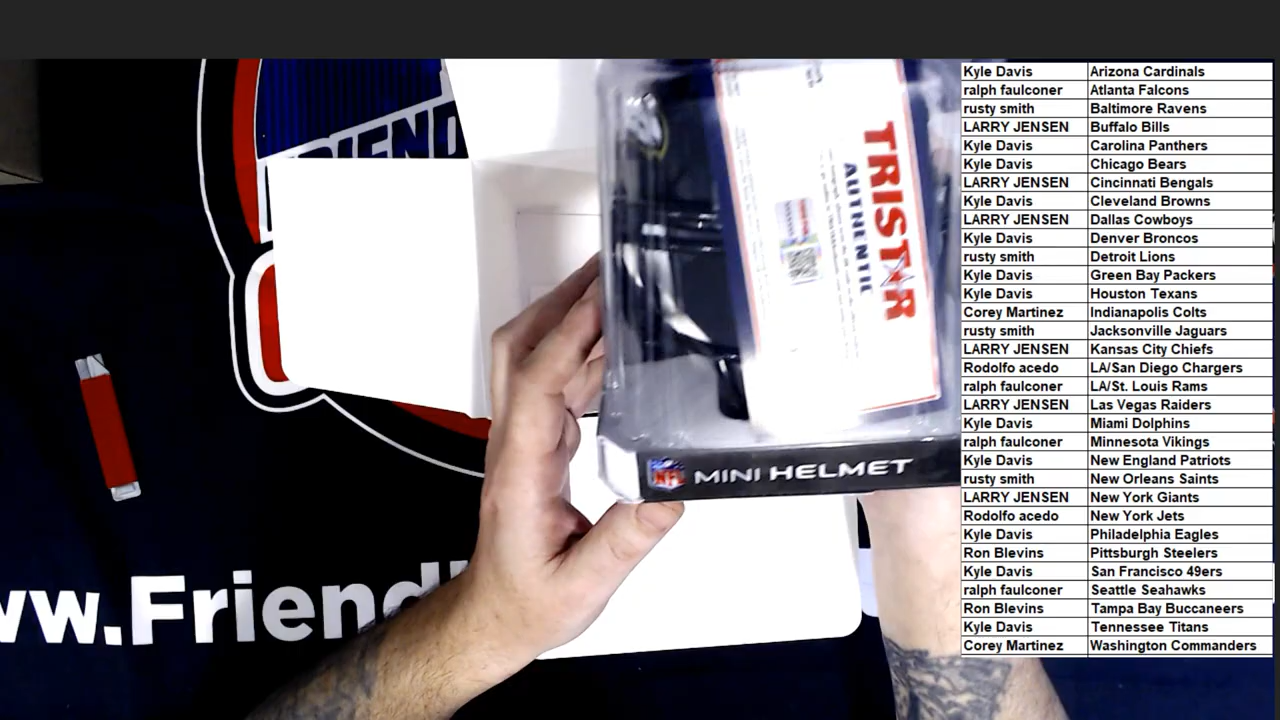 FRIEND
TRISTAR
AUTHENTIC
NFL
MINI HELMET
ww.Friendl
Kyle Davis Arizona Cardinals
ralph faulconer Atlanta Falcons
rusty smith Baltimore Ravens
LARRY JENSEN Buffalo Bills
Kyle Davis Carolina Panthers
Kyle Davis Chicago Bears
LARRY JENSEN Cincinnati Bengals
Kyle Davis Cleveland Browns
LARRY JENSEN Dallas Cowboys
Kyle Davis Denver Broncos
rusty smith Detroit Lions
Kyle Davis Green Bay Packers
Kyle Davis Houston Texans
Corey Martinez Indianapolis Colts
rusty smith Jacksonville Jaguars
LARRY JENSEN Kansas City Chiefs
Rodolfo acedo LA/San Diego Chargers
ralph faulconer LA/St. Louis Rams
LARRY JENSEN Las Vegas Raiders
Kyle Davis Miami Dolphins
ralph faulconer Minnesota Vikings
Kyle Davis New England Patriots
rusty smith New Orleans Saints
LARRY JENSEN New York Giants
Rodolfo acedo New York Jets
Kyle Davis Philadelphia Eagles
Ron Blevins Pittsburgh Steelers
Kyle Davis San Francisco 49ers
ralph faulconer Seattle Seahawks
Ron Blevins Tampa Bay Buccaneers
Kyle Davis Tennessee Titans
Corey Martinez Washington Commanders